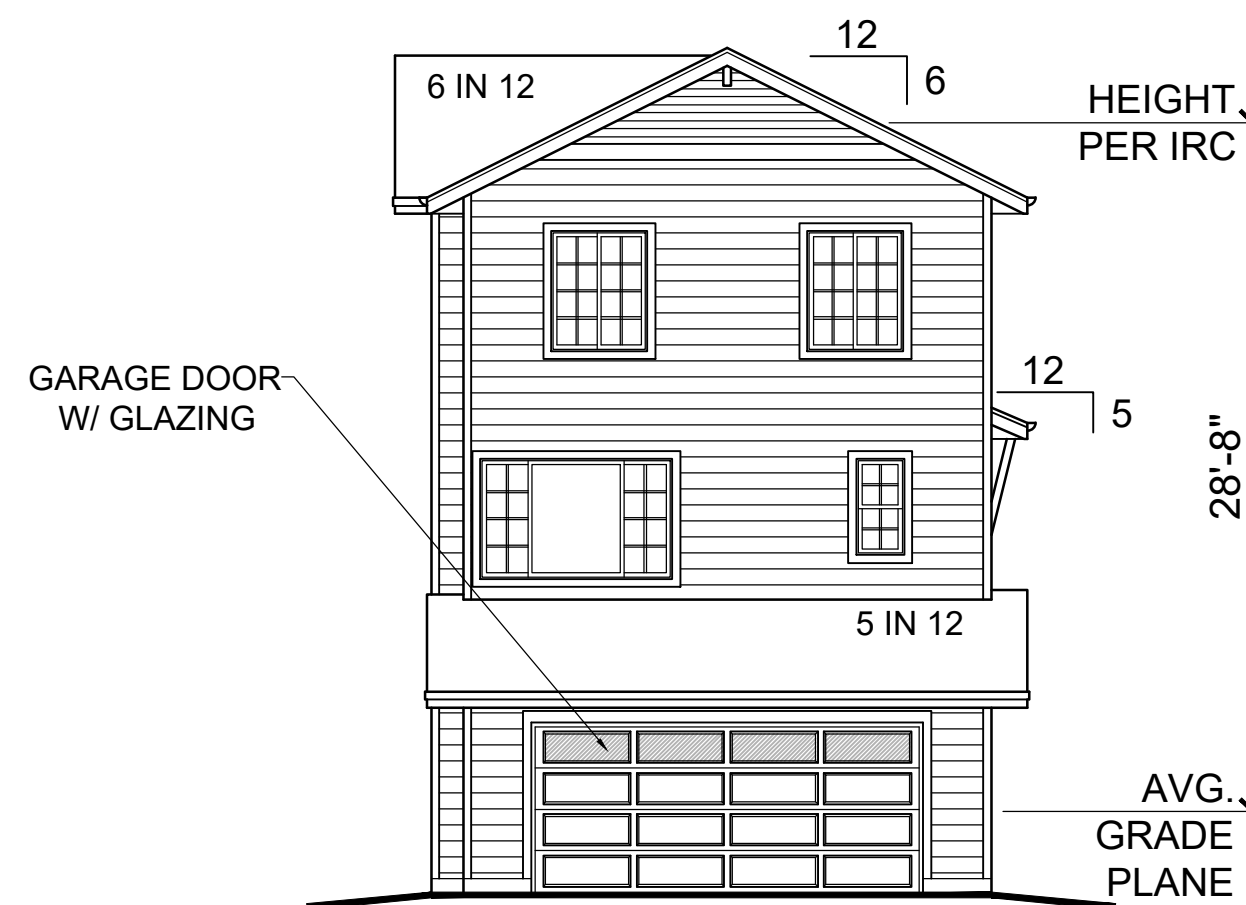 12
6 IN 12
6
HEIGHT
PER IRC
GARAGE DOOR
W/ GLAZING
12
5
28'-8"
5 IN 12
AVG.
GRADE
PLANE